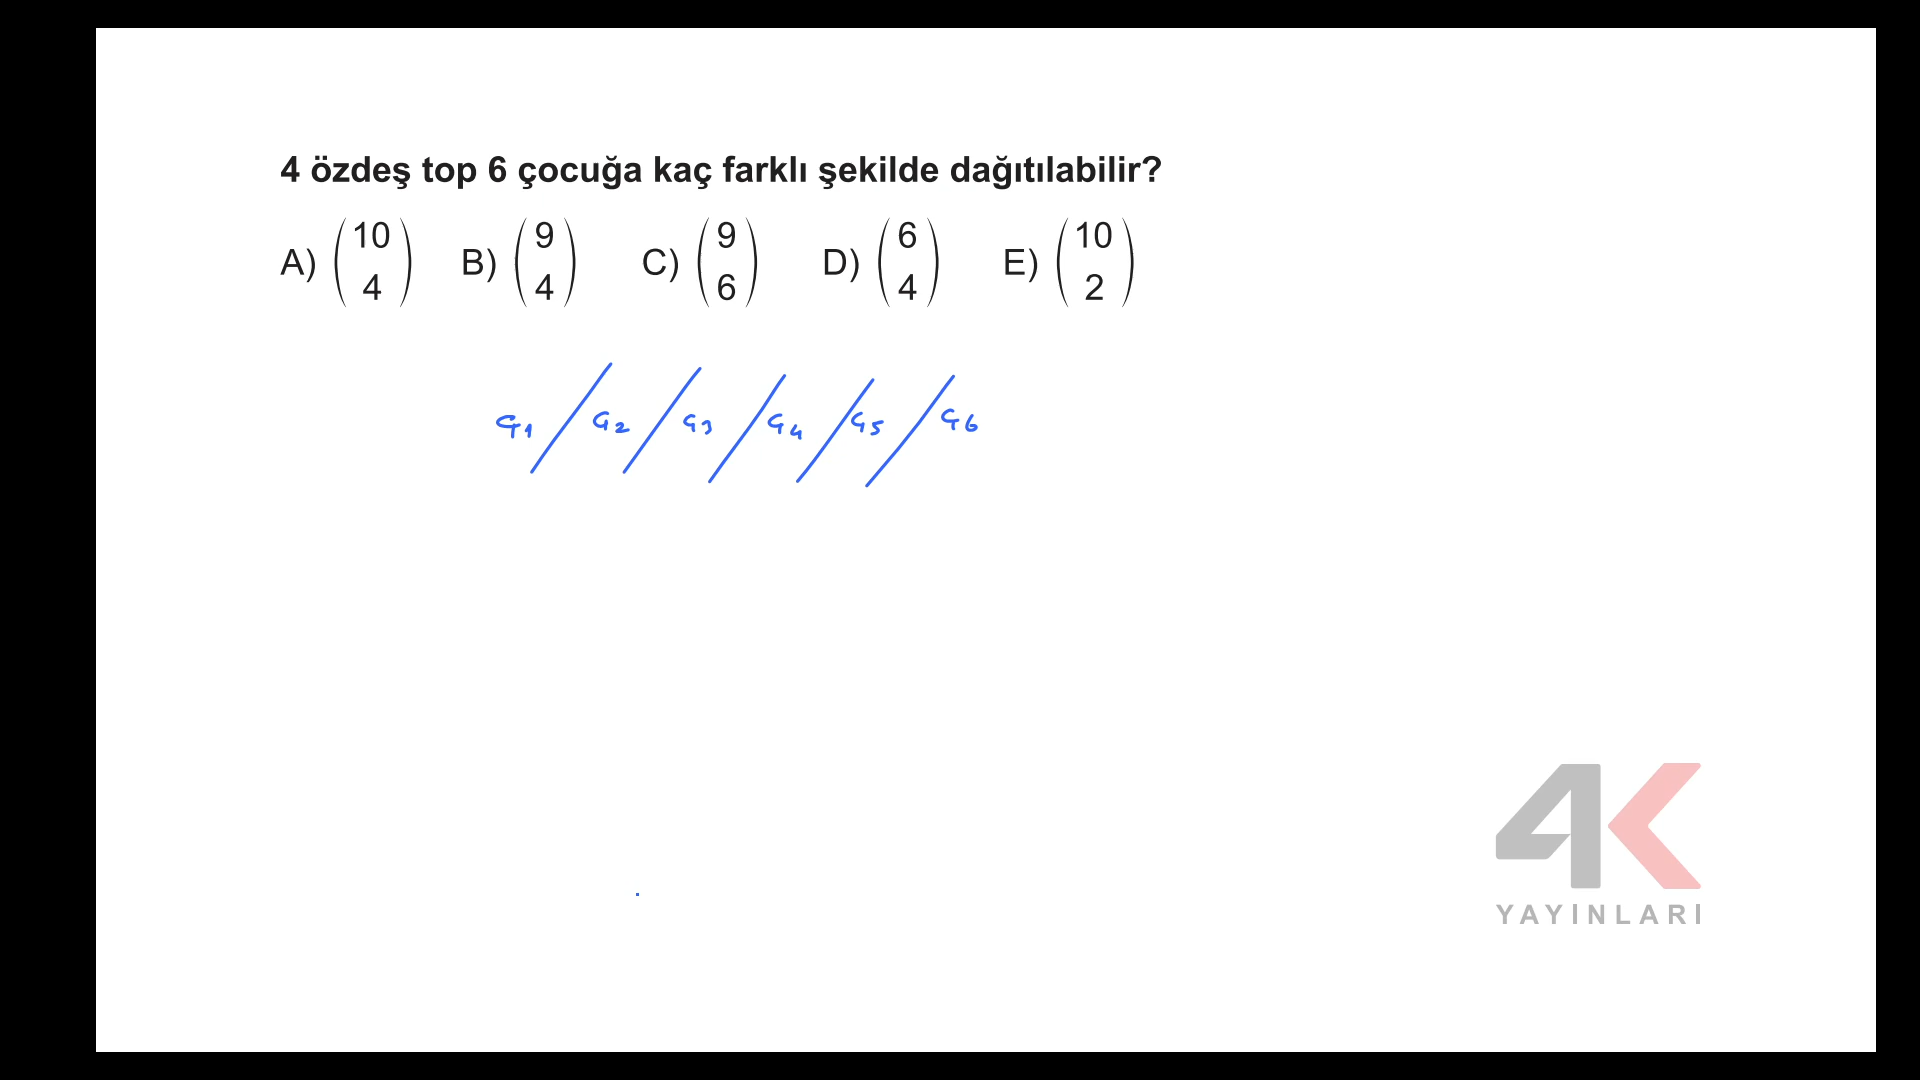 4 özdeş top 6 çocuğa kaç farklı şekilde dağıtılabilir?
A) (10 4) B) (9 4) C) (9 6) D) (6 4) E) (10 2)
Ç1 / Ç2 / Ç3 / Ç4 / Ç5 / Ç6
4K
YAYINLARI